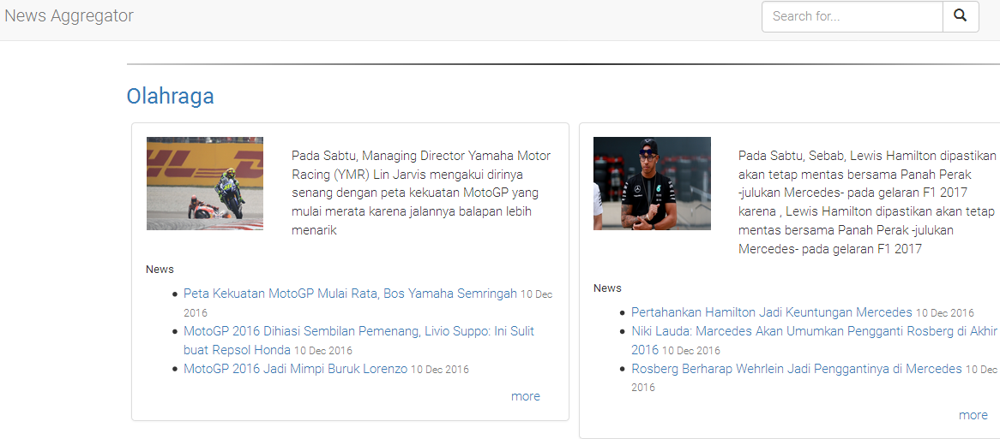 News Aggregator
Search for...
Olahraga
DHL
Pada Sabtu, Managing Director Yamaha Motor
Racing (YMR) Lin Jarvis mengakui dirinya
senang dengan peta kekuatan MotoGP yang
mulai merata karena jalannya balapan lebih
menarik
News
Peta Kekuatan MotoGP Mulai Rata, Bos Yamaha Semringah 10 Dec
2016
MotoGP 2016 Dihiasi Sembilan Pemenang, Livio Suppo: Ini Sulit
buat Repsol Honda 10 Dec 2016
MotoGP 2016 Jadi Mimpi Buruk Lorenzo 10 Dec 2016
more
Pada Sabtu, Sebab, Lewis Hamilton dipastikan
akan tetap mentas bersama Panah Perak
-julukan Mercedes- pada gelaran F1 2017
karena , Lewis Hamilton dipastikan akan tetap
mentas bersama Panah Perak -julukan
Mercedes- pada gelaran F1 2017
News
Pertahankan Hamilton Jadi Keuntungan Mercedes 10 Dec 2016
Niki Lauda: Marcedes Akan Umumkan Pengganti Rosberg di Akhir
2016 10 Dec 2016
Rosberg Berharap Wehrlein Jadi Penggantinya di Mercedes 10 Dec
2016
more